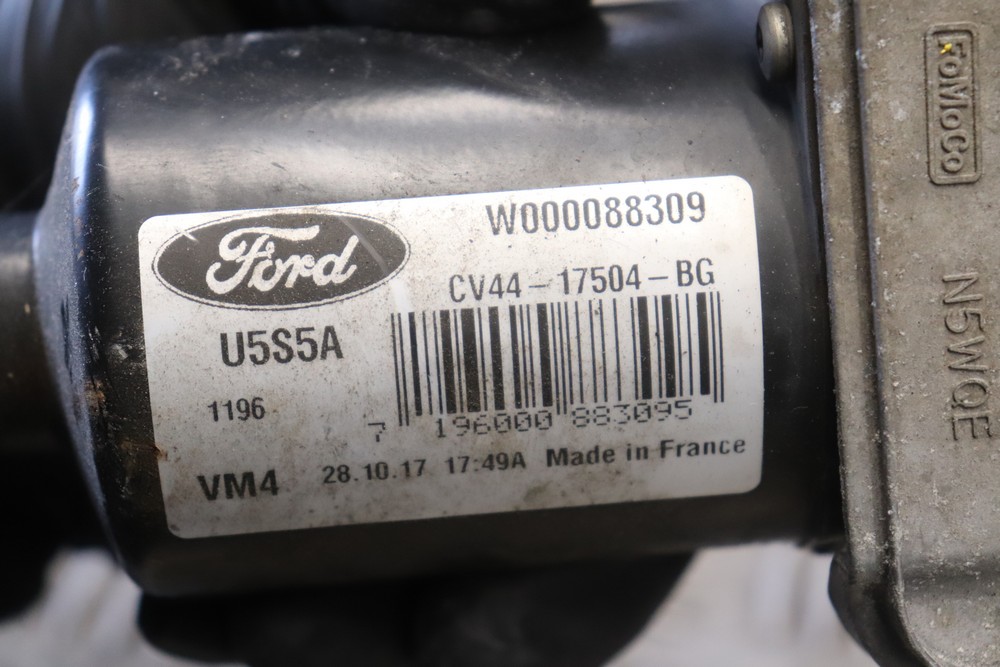 Ford
W000088309
CV44-17504-BG
U5S5A
1196
7 196000 883095
VM4 28.10.17 17:49A Made in France
FoMoCo
N5WQE